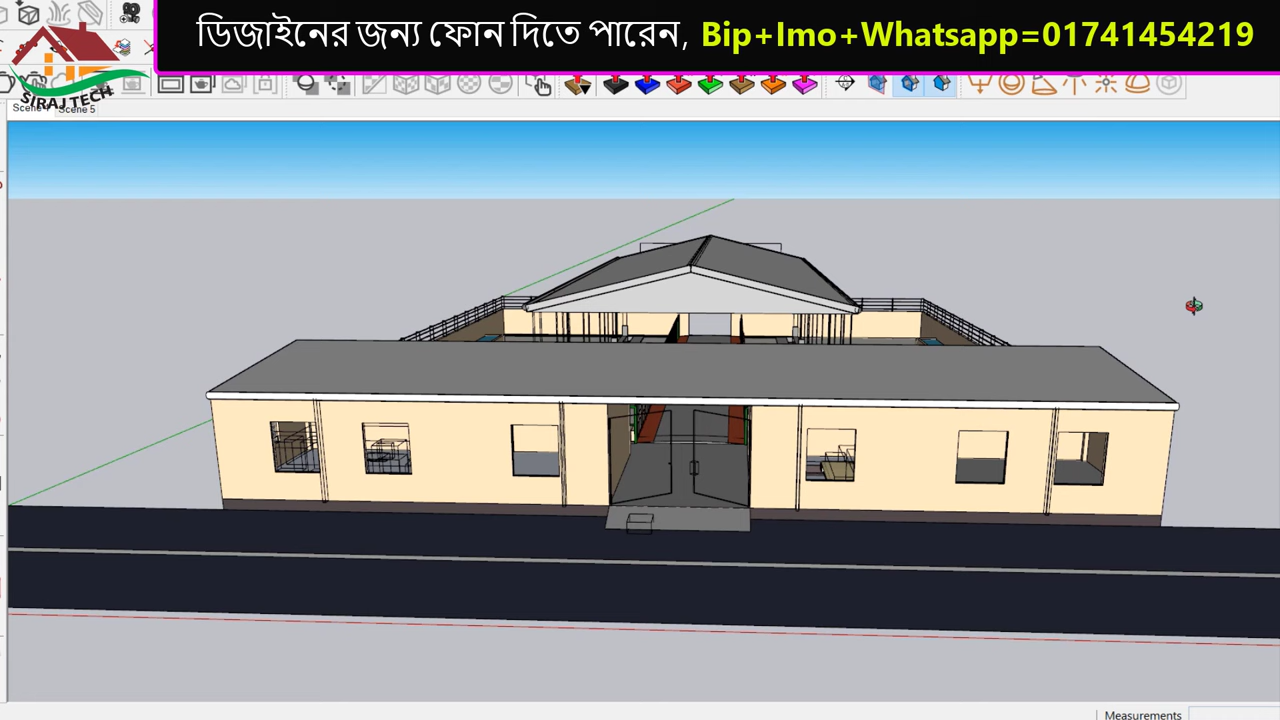 ডিজাইনের জন্য ফোন দিতে পারেন, Bip+Imo+Whatsapp=01741454219
SIRAJ TECH
Scene 5
Measurements